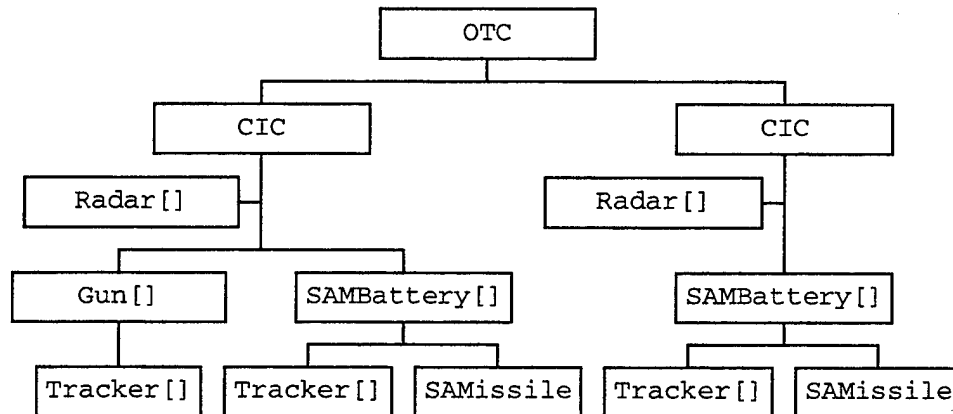 OTC
CIC
CIC
Radar[]
Radar[]
Gun[]
SAMBattery[]
SAMBattery[]
Tracker[]
Tracker[]
SAMissile
Tracker[]
SAMissile